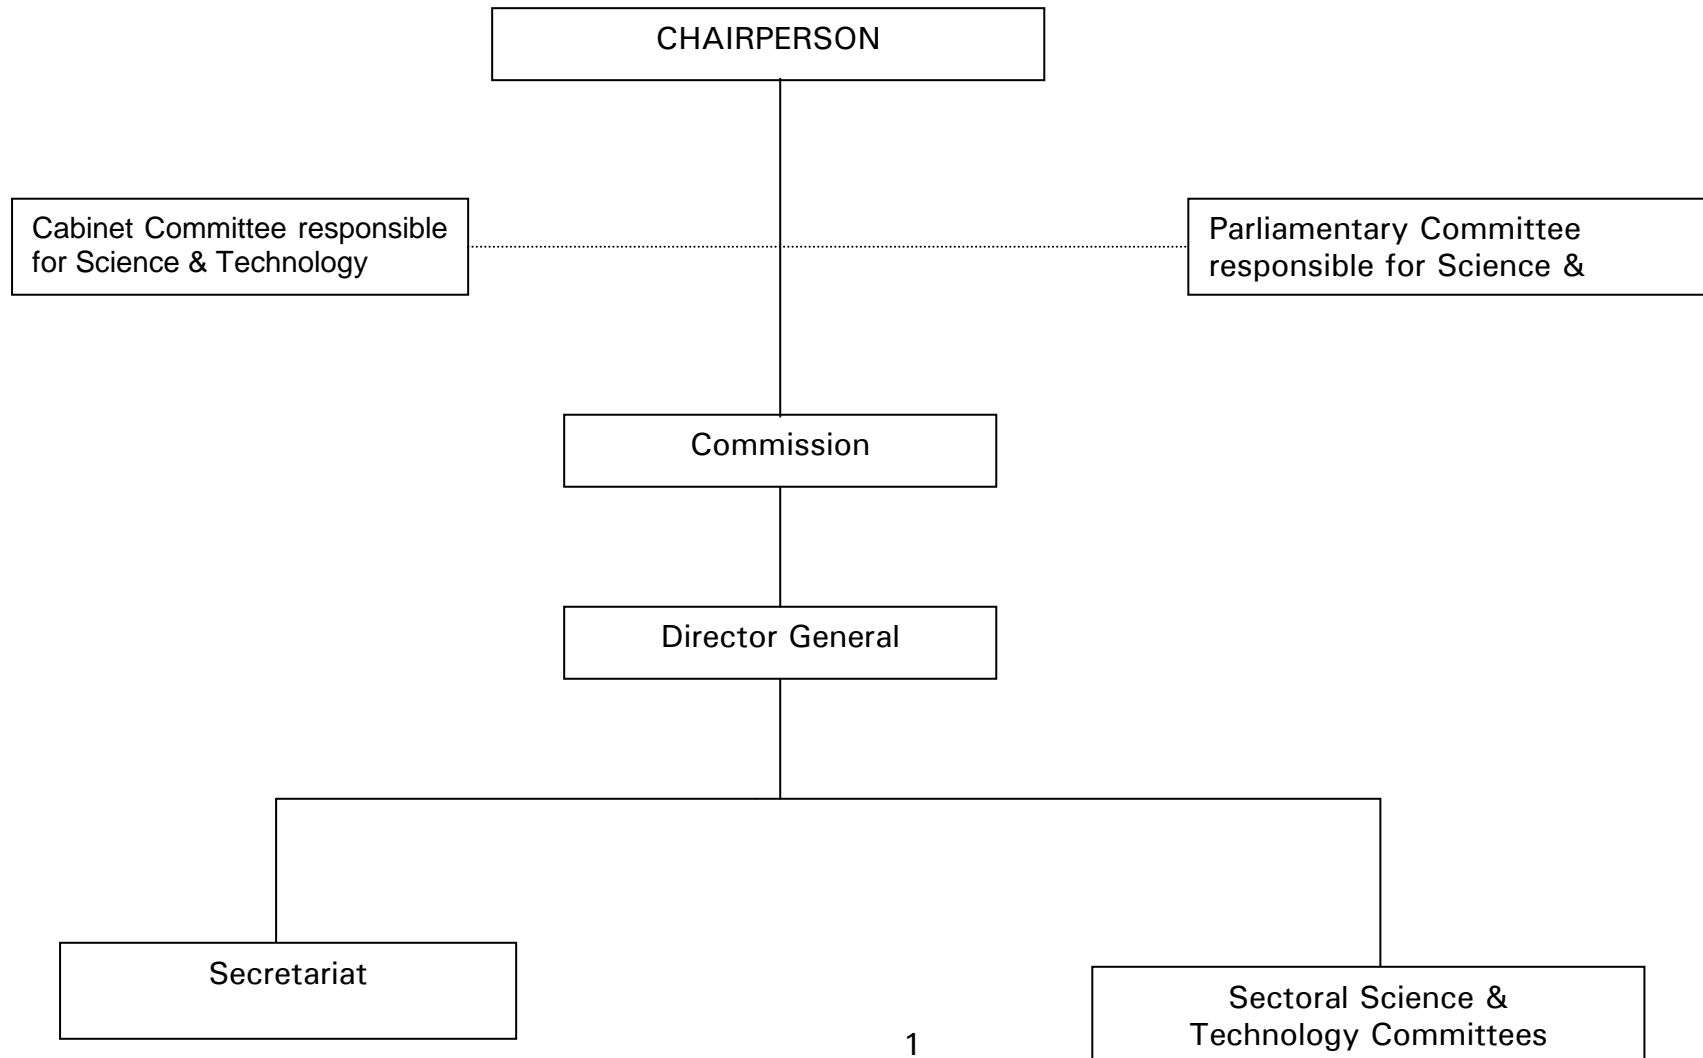 CHAIRPERSON
Cabinet Committee responsible
for Science & Technology
Parliamentary Committee
responsible for Science &
Commission
Director General
Secretariat
Sectoral Science &
Technology Committees
1